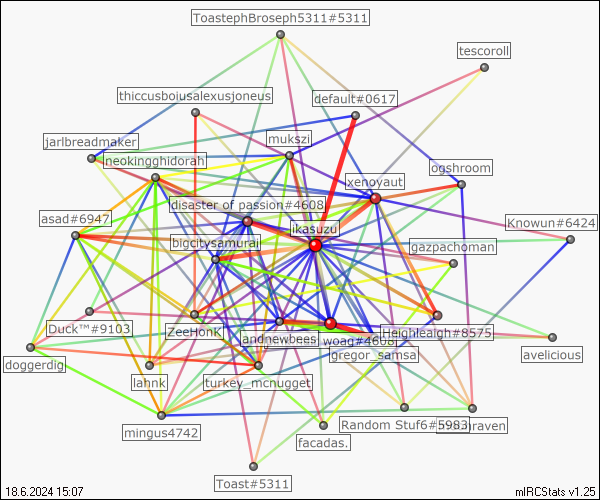 ToastephBroseph5311#5311
tescoroll
thiccusboiusalexusjoneus
default#0617
jarlbreadmaker
mukszi
neokingghidorah
ogshroom
xenoyaut
disaster of passion#4608
asad#6947
Knowun#6424
ikasuzu
bigcitysamurai
gazpachoman
Duck™#9103
ZeeHonK
Heighleaigh#8575
andnewbees
woag#4608
gregor_samsa
avelicious
doggerdig
lahnk
turkey_mcnugget
Random Stuf6#5983
raven
mingus4742
facadas.
Toast#5311
18.6.2024 15:07
mIRCStats v1.25